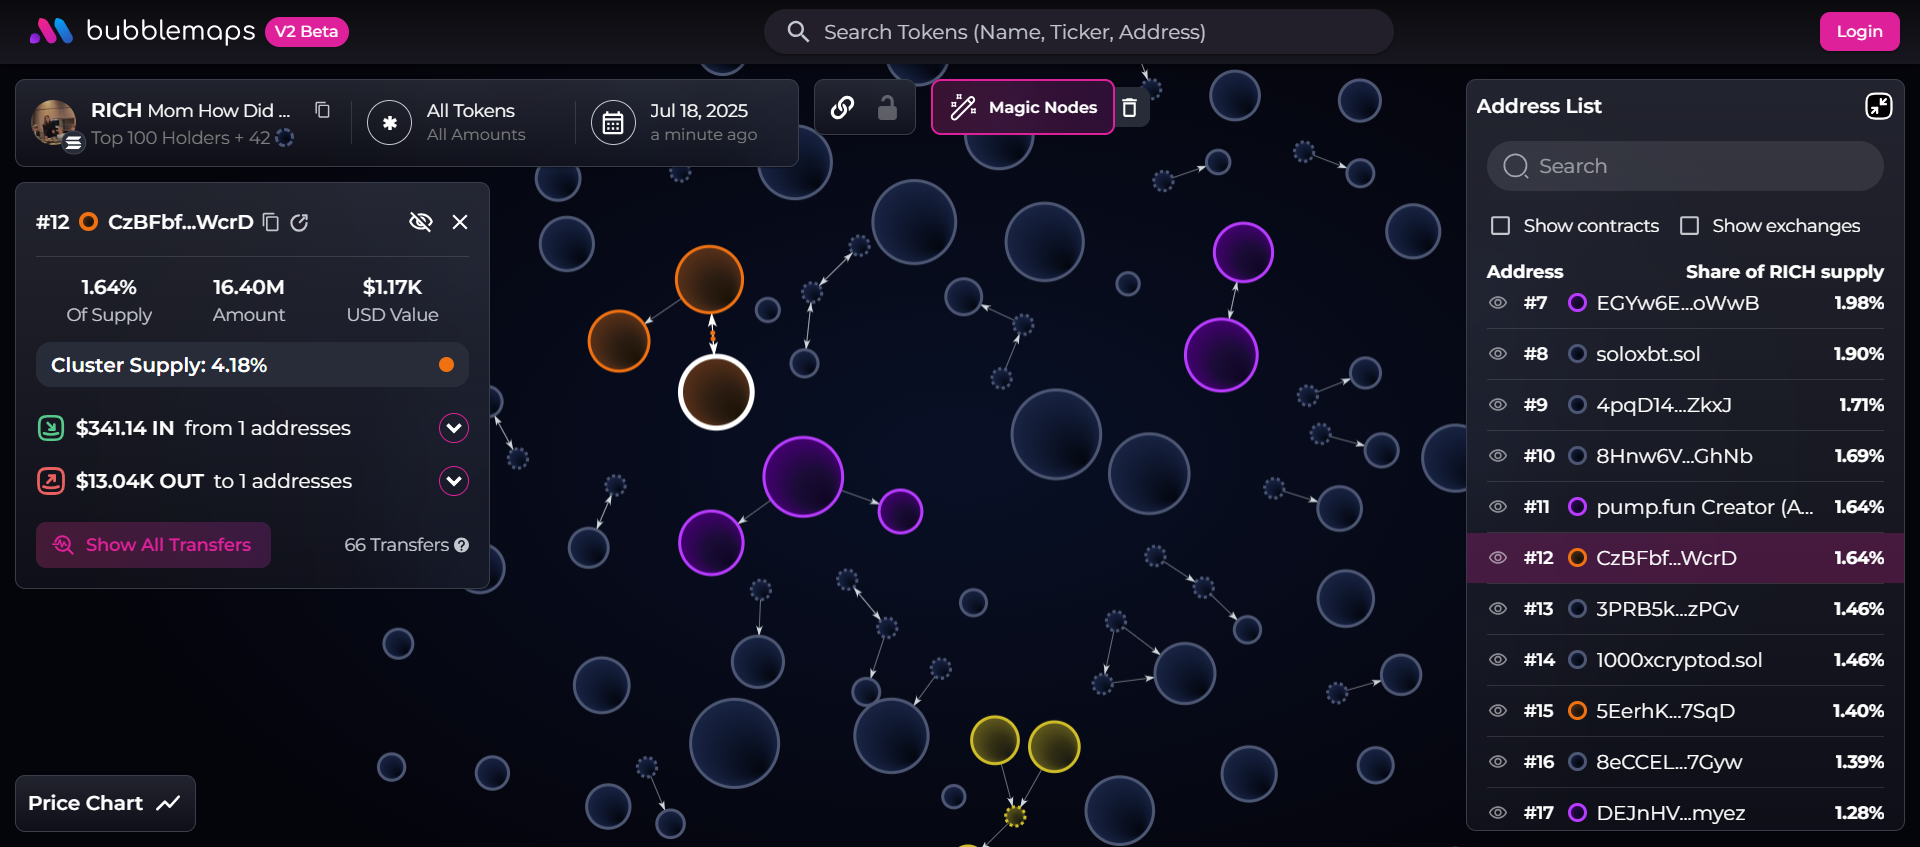 bubblemaps V2 Beta
Search Tokens (Name, Ticker, Address)
Login
RICH Mom How Did ...
Top 100 Holders + 42
All Tokens
All Amounts
Jul 18, 2025
a minute ago
Magic Nodes
#12 CzBFbf...WcrD
1.64% 16.40M $1.17K
Of Supply Amount USD Value
Cluster Supply: 4.18%
$341.14 IN from 1 addresses
$13.04K OUT to 1 addresses
Show All Transfers 66 Transfers
Price Chart
Address List
Search
Show contracts Show exchanges
Address Share of RICH supply
#7 EGYw6E...oWwB 1.98%
#8 soloxbt.sol 1.90%
#9 4pqD14...ZkxJ 1.71%
#10 8Hnw6V...GhNb 1.69%
#11 pump.fun Creator (A... 1.64%
#12 CzBFbf...WcrD 1.64%
#13 3PRB5k...zPGv 1.46%
#14 1000xcryptod.sol 1.46%
#15 5EerhK...7SqD 1.40%
#16 8eCCEL...7Gyw 1.39%
#17 DEJnHV...myez 1.28%